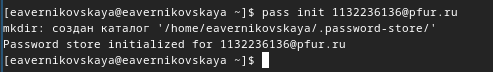 [eavernikovskaya@eavernikovskaya ~]$ pass init 1132236136@pfur.ru
mkdir: создан каталог '/home/eavernikovskaya/.password-store/'
Password store initialized for 1132236136@pfur.ru
[eavernikovskaya@eavernikovskaya ~]$